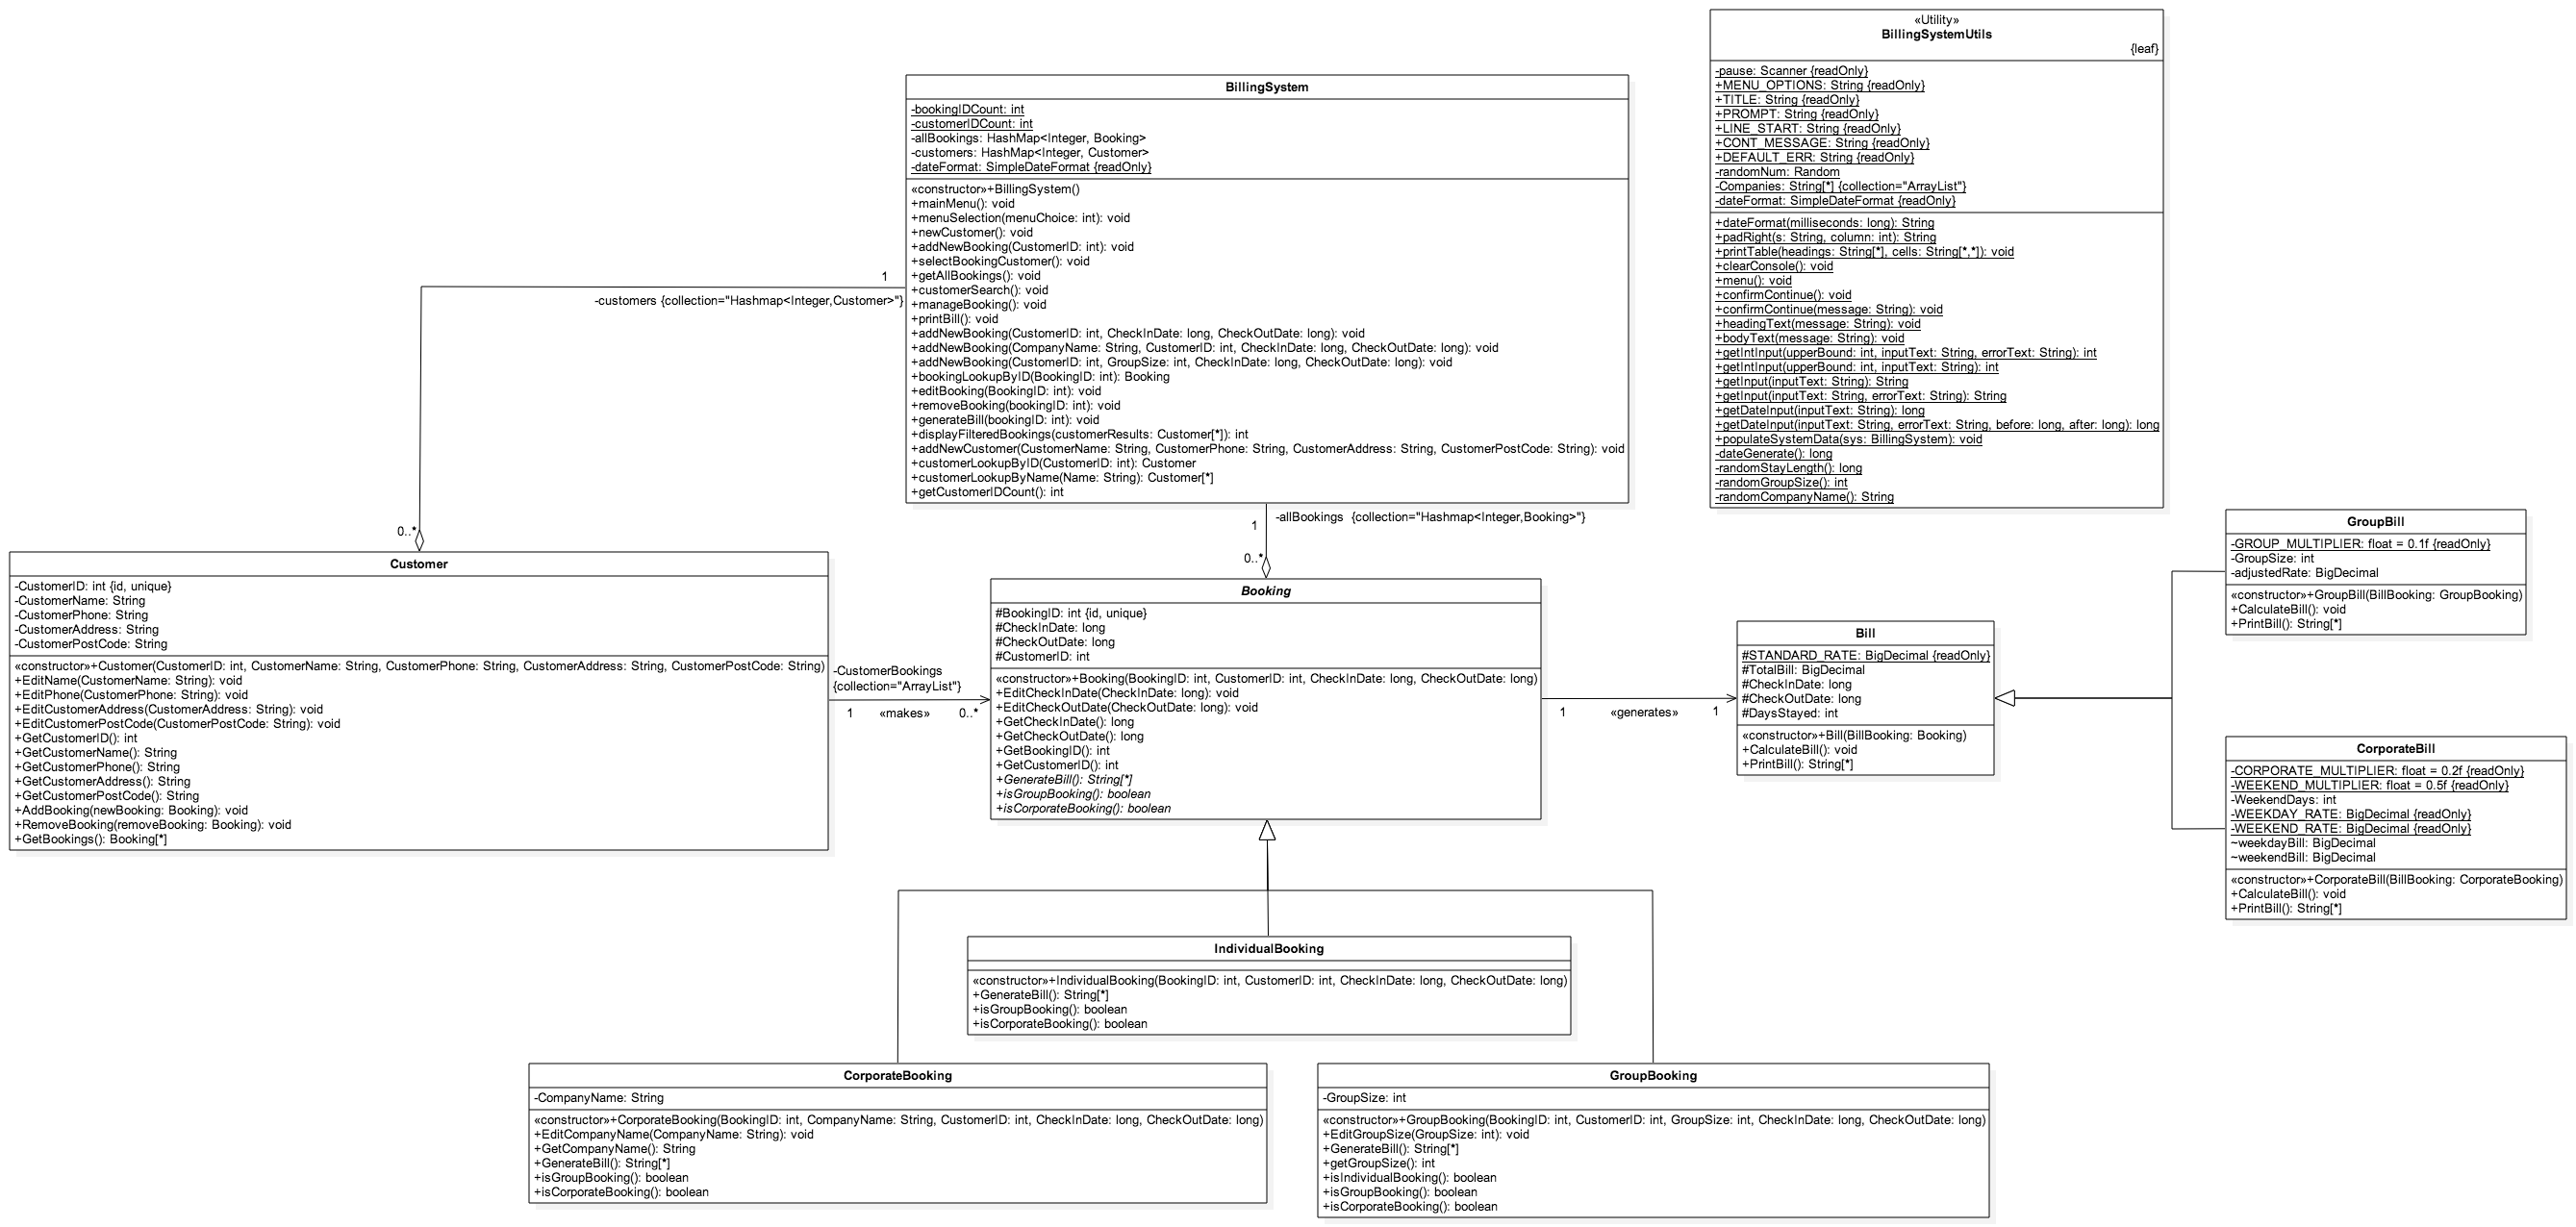 «Utility»
BillingSystemUtils
{leaf}
-pause: Scanner {readOnly}
+MENU_OPTIONS: String {readOnly}
+TITLE: String {readOnly}
+PROMPT: String {readOnly}
+LINE_START: String {readOnly}
+CONT_MESSAGE: String {readOnly}
+DEFAULT_ERR: String {readOnly}
-randomNum: Random
-Companies: String[*] {collection="ArrayList"}
-dateFormat: SimpleDateFormat {readOnly}
+dateFormat(milliseconds: long): String
+padRight(s: String, column: int): String
+printTable(headings: String[*], cells: String[*,*]): void
+clearConsole(): void
+menu(): void
+confirmContinue(): void
+confirmContinue(message: String): void
+headingText(message: String): void
+bodyText(message: String): void
+getIntInput(upperBound: int, inputText: String, errorText: String): int
+getIntInput(upperBound: int, inputText: String): int
+getInput(inputText: String): String
+getInput(inputText: String, errorText: String): String
+getDateInput(inputText: String): long
+getDateInput(inputText: String, errorText: String, before: long, after: long): long
+populateSystemData(sys: BillingSystem): void
-dateGenerate(): long
-randomStayLength(): long
-randomGroupSize(): int
-randomCompanyName(): String
BillingSystem
-bookingIDCount: int
-customerIDCount: int
-allBookings: HashMap<Integer, Booking>
-customers: HashMap<Integer, Customer>
-dateFormat: SimpleDateFormat {readOnly}
«constructor»+BillingSystem()
+mainMenu(): void
+menuSelection(menuChoice: int): void
+newCustomer(): void
+addNewBooking(CustomerID: int): void
+selectBookingCustomer(): void
+getAllBookings(): void
+customerSearch(): void
+manageBooking(): void
+printBill(): void
+addNewBooking(CustomerID: int, CheckInDate: long, CheckOutDate: long): void
+addNewBooking(CompanyName: String, CustomerID: int, CheckInDate: long, CheckOutDate: long): void
+addNewBooking(CustomerID: int, GroupSize: int, CheckInDate: long, CheckOutDate: long): void
+bookingLookupByID(BookingID: int): Booking
+editBooking(BookingID: int): void
+removeBooking(bookingID: int): void
+generateBill(bookingID: int): void
+displayFilteredBookings(customerResults: Customer[*]): int
+addNewCustomer(CustomerName: String, CustomerPhone: String, CustomerAddress: String, CustomerPostCode: String): void
+customerLookupByID(CustomerID: int): Customer
+customerLookupByName(Name: String): Customer[*]
+getCustomerIDCount(): int
1
-customers {collection="Hashmap<Integer,Customer>"}
0..*
1
-allBookings {collection="Hashmap<Integer,Booking>"}
0..*
Customer
-CustomerID: int {id, unique}
-CustomerName: String
-CustomerPhone: String
-CustomerAddress: String
-CustomerPostCode: String
«constructor»+Customer(CustomerID: int, CustomerName: String, CustomerPhone: String, CustomerAddress: String, CustomerPostCode: String)
+EditName(CustomerName: String): void
+EditPhone(CustomerPhone: String): void
+EditCustomerAddress(CustomerAddress: String): void
+EditCustomerPostCode(CustomerPostCode: String): void
+GetCustomerID(): int
+GetCustomerName(): String
+GetCustomerPhone(): String
+GetCustomerAddress(): String
+GetCustomerPostCode(): String
+AddBooking(newBooking: Booking): void
+RemoveBooking(removeBooking: Booking): void
+GetBookings(): Booking[*]
-CustomerBookings
{collection="ArrayList"}
1 «makes» 0..*
Booking
#BookingID: int {id, unique}
#CheckInDate: long
#CheckOutDate: long
#CustomerID: int
«constructor»+Booking(BookingID: int, CustomerID: int, CheckInDate: long, CheckOutDate: long)
+EditCheckInDate(CheckInDate: long): void
+EditCheckOutDate(CheckOutDate: long): void
+GetCheckInDate(): long
+GetCheckOutDate(): long
+GetBookingID(): int
+GetCustomerID(): int
+GenerateBill(): String[*]
+isGroupBooking(): boolean
+isCorporateBooking(): boolean
1 «generates» 1
Bill
#STANDARD_RATE: BigDecimal {readOnly}
#TotalBill: BigDecimal
#CheckInDate: long
#CheckOutDate: long
#DaysStayed: int
«constructor»+Bill(BillBooking: Booking)
+CalculateBill(): void
+PrintBill(): String[*]
GroupBill
-GROUP_MULTIPLIER: float = 0.1f {readOnly}
-GroupSize: int
-adjustedRate: BigDecimal
«constructor»+GroupBill(BillBooking: GroupBooking)
+CalculateBill(): void
+PrintBill(): String[*]
CorporateBill
-CORPORATE_MULTIPLIER: float = 0.2f {readOnly}
-WEEKEND_MULTIPLIER: float = 0.5f {readOnly}
-WeekendDays: int
-WEEKDAY_RATE: BigDecimal {readOnly}
-WEEKEND_RATE: BigDecimal {readOnly}
~weekdayBill: BigDecimal
~weekendBill: BigDecimal
«constructor»+CorporateBill(BillBooking: CorporateBooking)
+CalculateBill(): void
+PrintBill(): String[*]
IndividualBooking
«constructor»+IndividualBooking(BookingID: int, CustomerID: int, CheckInDate: long, CheckOutDate: long)
+GenerateBill(): String[*]
+isGroupBooking(): boolean
+isCorporateBooking(): boolean
CorporateBooking
-CompanyName: String
«constructor»+CorporateBooking(BookingID: int, CompanyName: String, CustomerID: int, CheckInDate: long, CheckOutDate: long)
+EditCompanyName(CompanyName: String): void
+GetCompanyName(): String
+GenerateBill(): String[*]
+isGroupBooking(): boolean
+isCorporateBooking(): boolean
GroupBooking
-GroupSize: int
«constructor»+GroupBooking(BookingID: int, CustomerID: int, GroupSize: int, CheckInDate: long, CheckOutDate: long)
+EditGroupSize(GroupSize: int): void
+GenerateBill(): String[*]
+getGroupSize(): int
+isIndividualBooking(): boolean
+isGroupBooking(): boolean
+isCorporateBooking(): boolean